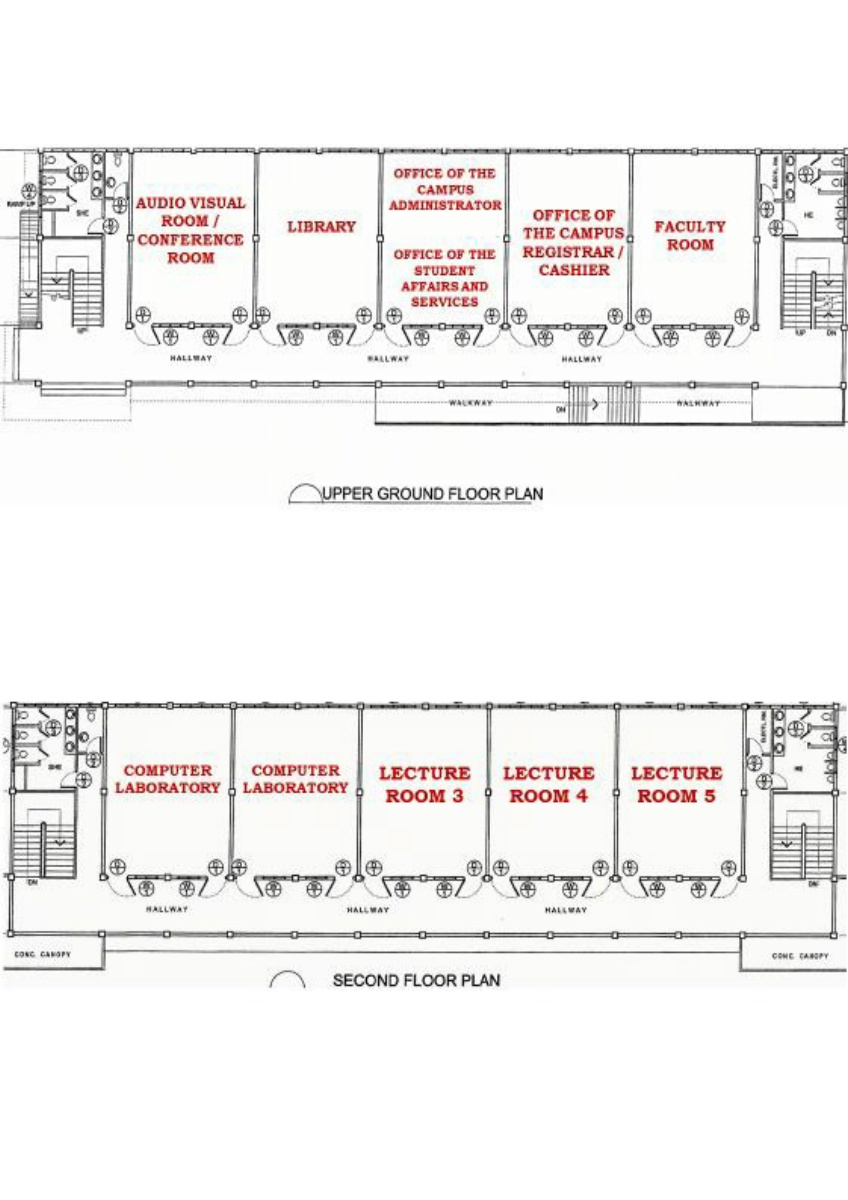 RAMP UP
SHE
AUDIO VISUAL
ROOM /
CONFERENCE
ROOM
LIBRARY
OFFICE OF THE
CAMPUS
ADMINISTRATOR
OFFICE OF THE
STUDENT
AFFAIRS AND
SERVICES
OFFICE OF
THE CAMPUS
REGISTRAR /
CASHIER
FACULTY
ROOM
HE
UP
UP
DN
HALLWAY
HALLWAY
HALLWAY
WALKWAY
DN
WALKWAY
UPPER GROUND FLOOR PLAN
SHE
COMPUTER
LABORATORY
COMPUTER
LABORATORY
LECTURE
ROOM 3
LECTURE
ROOM 4
LECTURE
ROOM 5
HE
DN
DN
HALLWAY
HALLWAY
HALLWAY
CONC. CANOPY
CONC. CANOPY
SECOND FLOOR PLAN